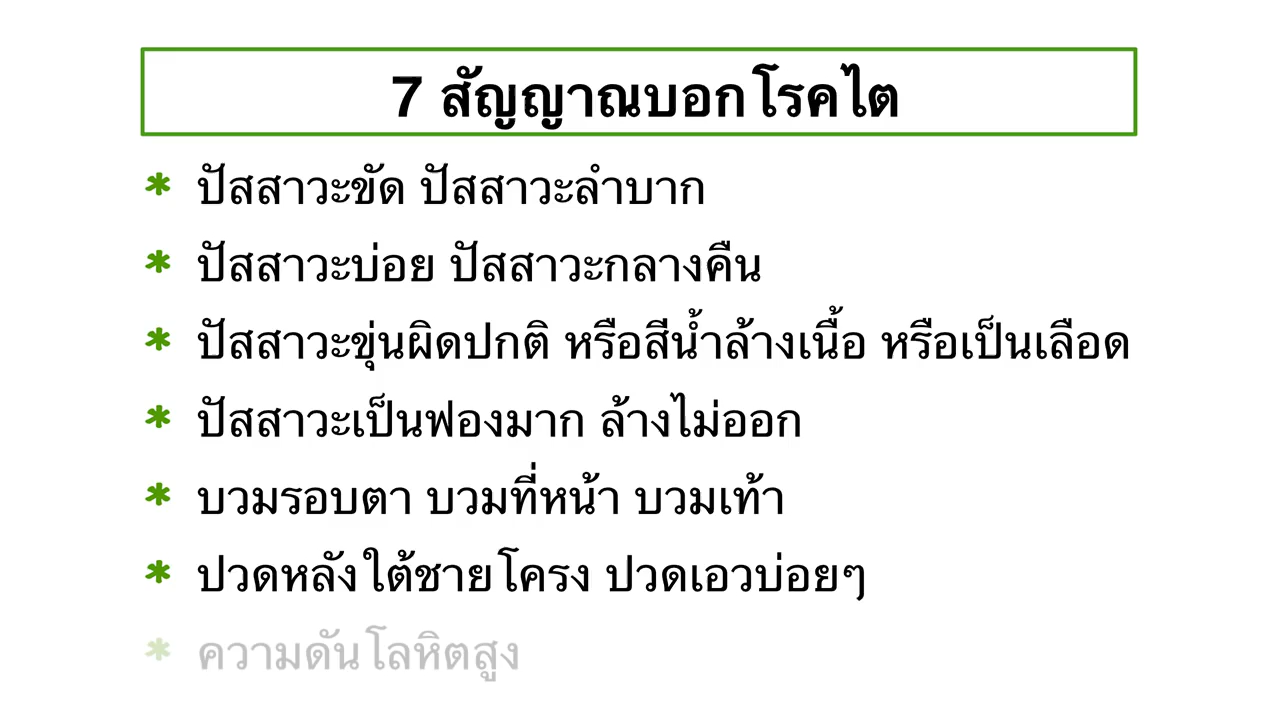 7 สัญญาณบอกโรคไต
* ปัสสาวะขัด ปัสสาวะลำบาก
* ปัสสาวะบ่อย ปัสสาวะกลางคืน
* ปัสสาวะขุ่นผิดปกติ หรือสีน้ำล้างเนื้อ หรือเป็นเลือด
* ปัสสาวะเป็นฟองมาก ล้างไม่ออก
* บวมรอบตา บวมที่หน้า บวมเท้า
* ปวดหลังใต้ชายโครง ปวดเอวบ่อยๆ
* ความดันโลหิตสูง